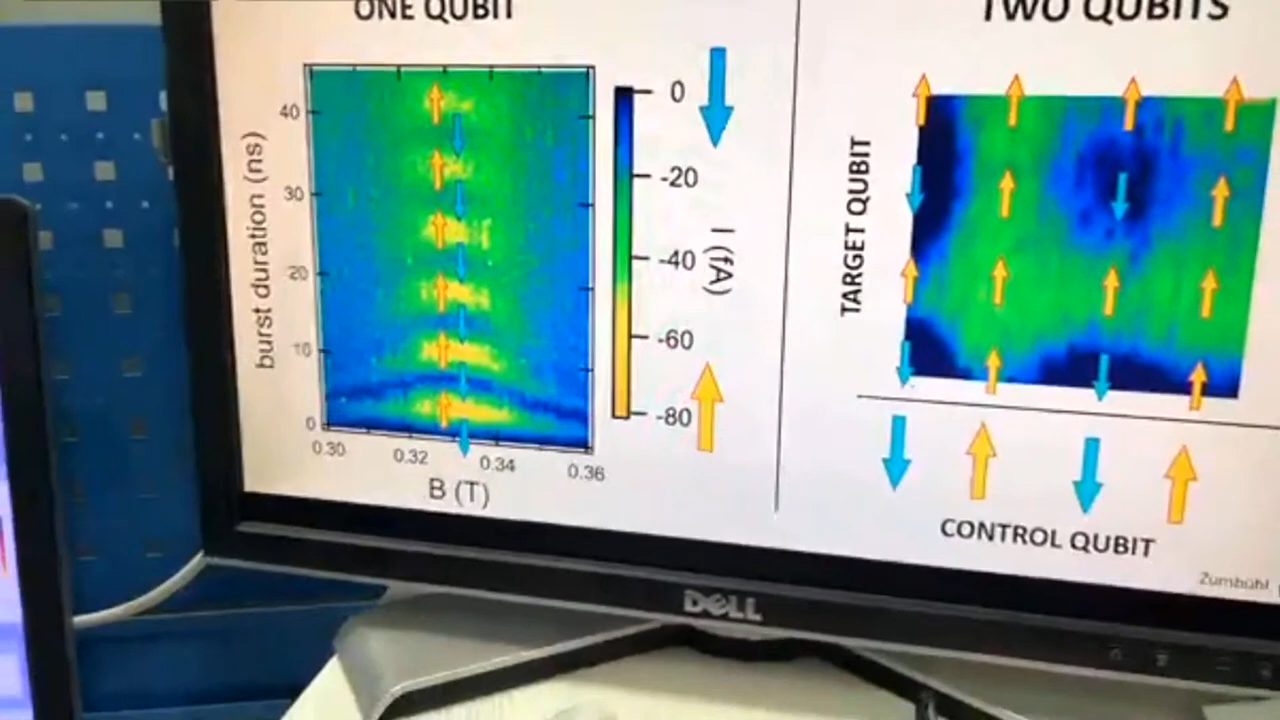 ONE QUBIT
TWO QUBITS
burst duration (ns)
40
30
20
10
0
0.30
0.32
0.34
0.36
B (T)
0
-20
-40
-60
-80
I (fA)
TARGET QUBIT
CONTROL QUBIT
Zumbühl
DELL